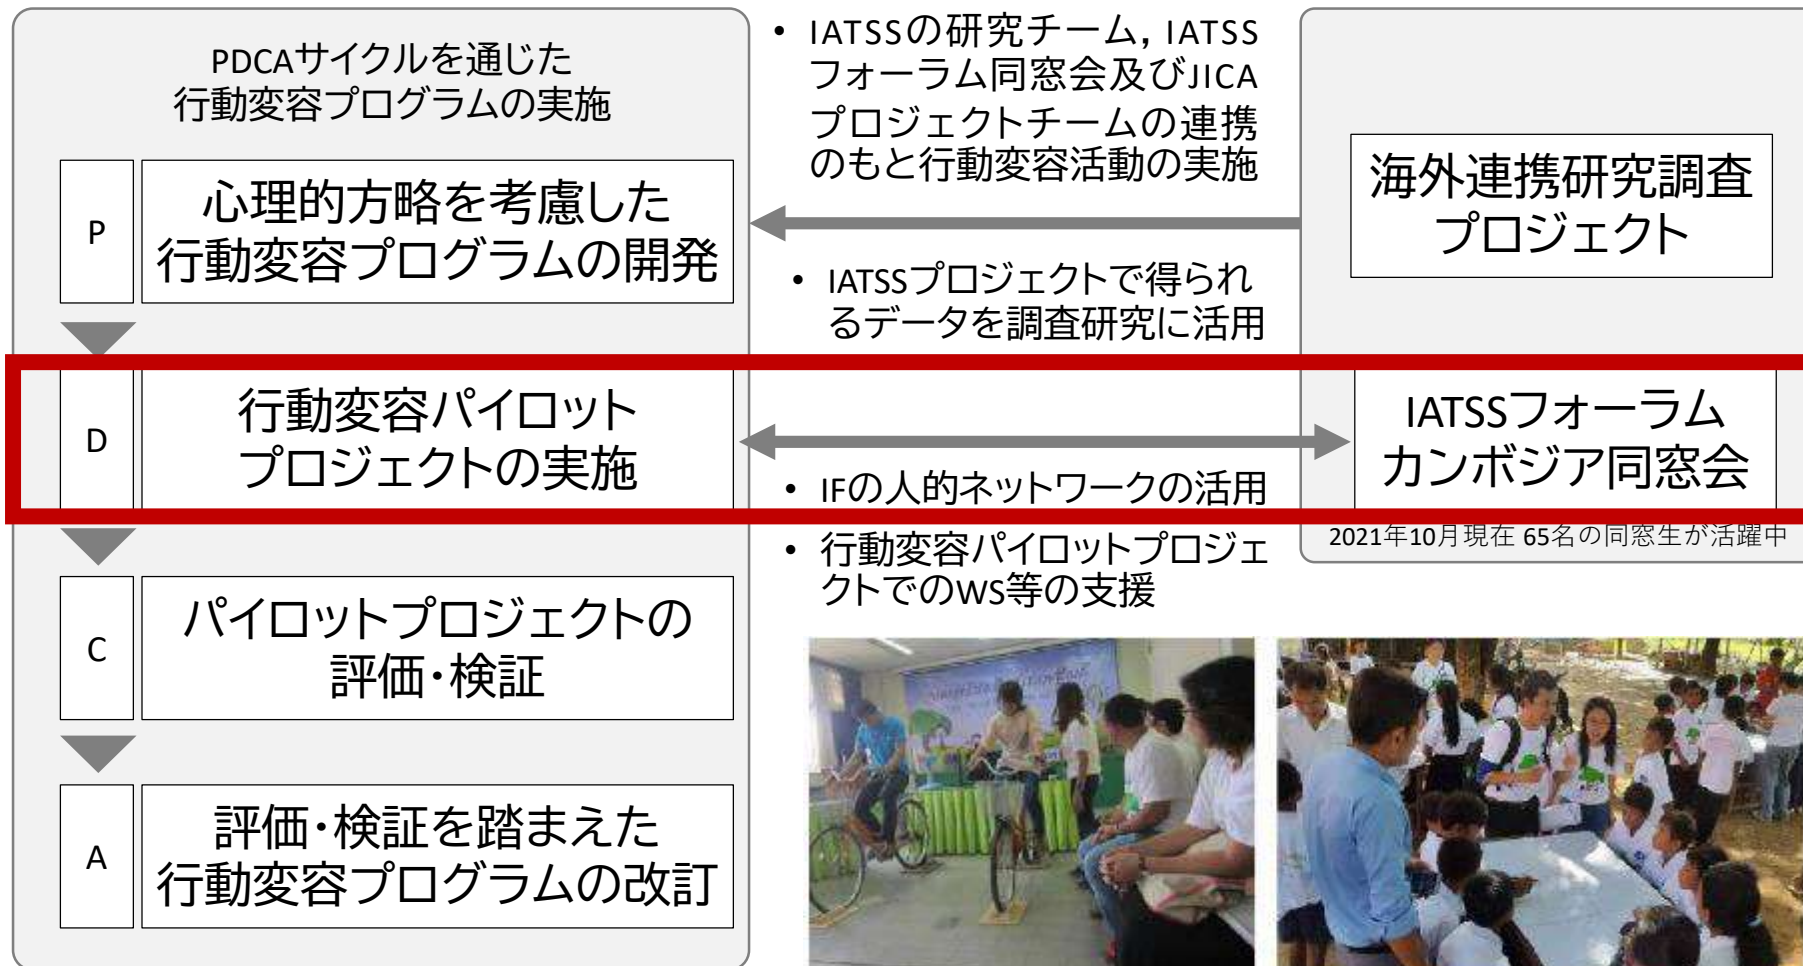 PDCAサイクルを通じた
行動変容プログラムの実施
P
心理的方略を考慮した
行動変容プログラムの開発
D
行動変容パイロット
プロジェクトの実施
C
パイロットプロジェクトの
評価・検証
A
評価・検証を踏まえた
行動変容プログラムの改訂
• IATSSの研究チーム, IATSS
フォーラム同窓会及びJICA
プロジェクトチームの連携
のもと行動変容活動の実施
• IATSSプロジェクトで得られ
るデータを調査研究に活用
• IFの人的ネットワークの活用
• 行動変容パイロットプロジェ
クトでのWS等の支援
海外連携研究調査
プロジェクト
IATSSフォーラム
カンボジア同窓会
2021年10月現在 65名の同窓生が活躍中